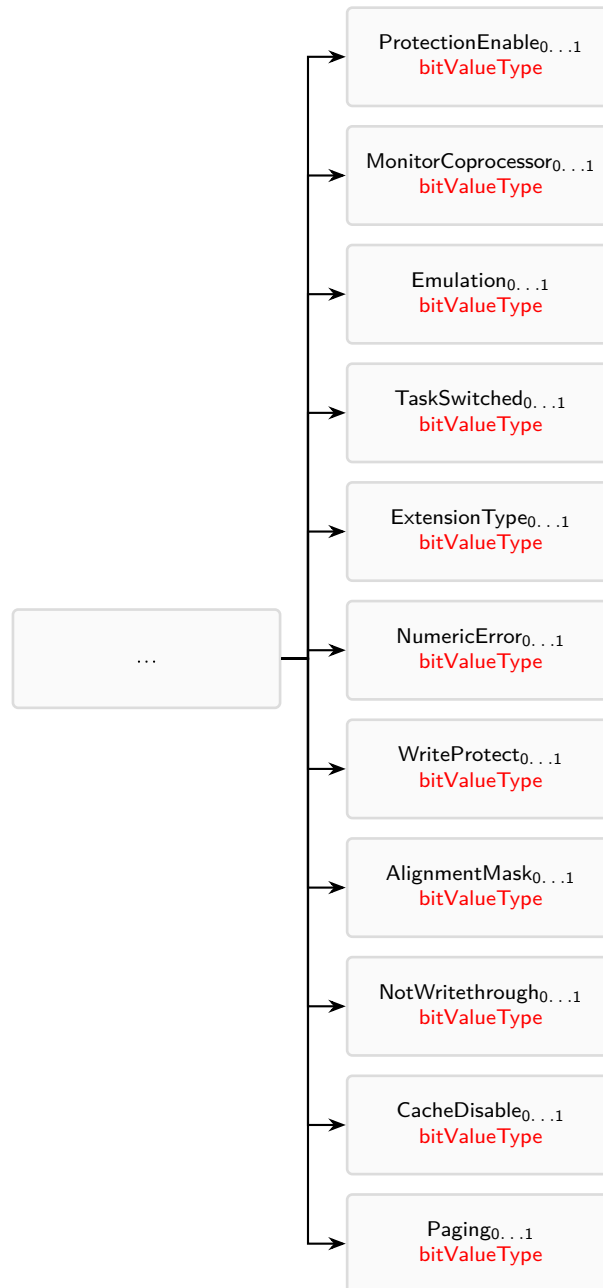 ProtectionEnable0...1
bitValueType
MonitorCoprocessor0...1
bitValueType
Emulation0...1
bitValueType
TaskSwitched0...1
bitValueType
ExtensionType0...1
bitValueType
...
NumericError0...1
bitValueType
WriteProtect0...1
bitValueType
AlignmentMask0...1
bitValueType
NotWritethrough0...1
bitValueType
CacheDisable0...1
bitValueType
Paging0...1
bitValueType